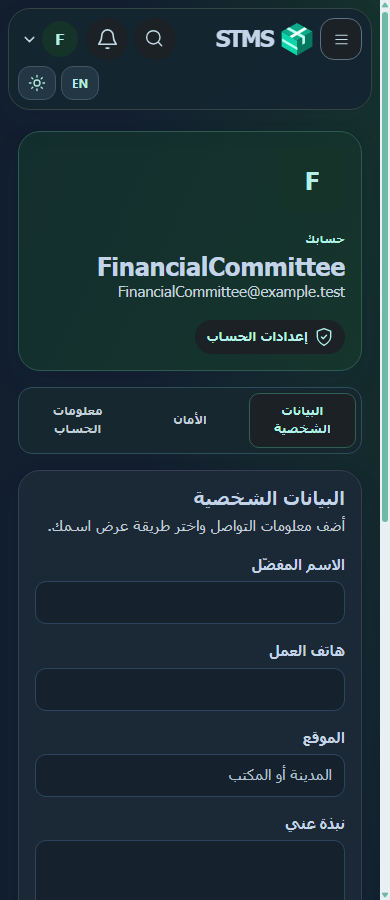 STMS
F
EN
F
حسابك
FinancialCommittee
FinancialCommittee@example.test
إعدادات الحساب
البيانات الشخصية
الأمان
معلومات الحساب
البيانات الشخصية
أضف معلومات التواصل واختر طريقة عرض اسمك.
الاسم المفضّل
هاتف العمل
الموقع
المدينة أو المكتب
نبذة عني